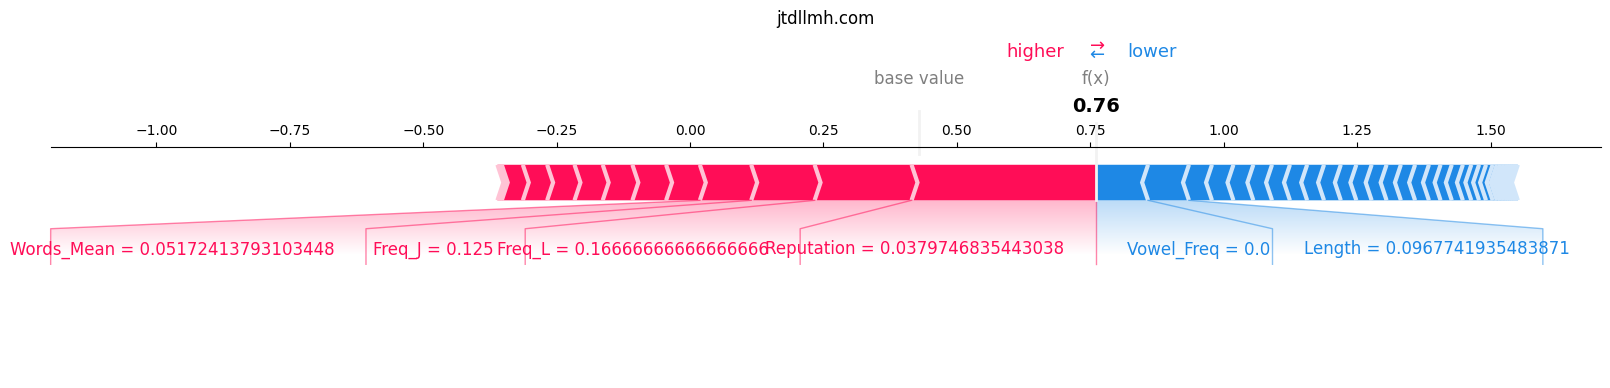 jtdllmh.com
higher ⇄ lower
base value f(x)
0.76
−1.00 −0.75 −0.50 −0.25 0.00 0.25 0.50 0.75 1.00 1.25 1.50
Words_Mean = 0.05172413793103448 Freq_J = 0.125 Freq_L = 0.16666666666666666 Reputation = 0.0379746835443038 Vowel_Freq = 0.0 Length = 0.0967741935483871